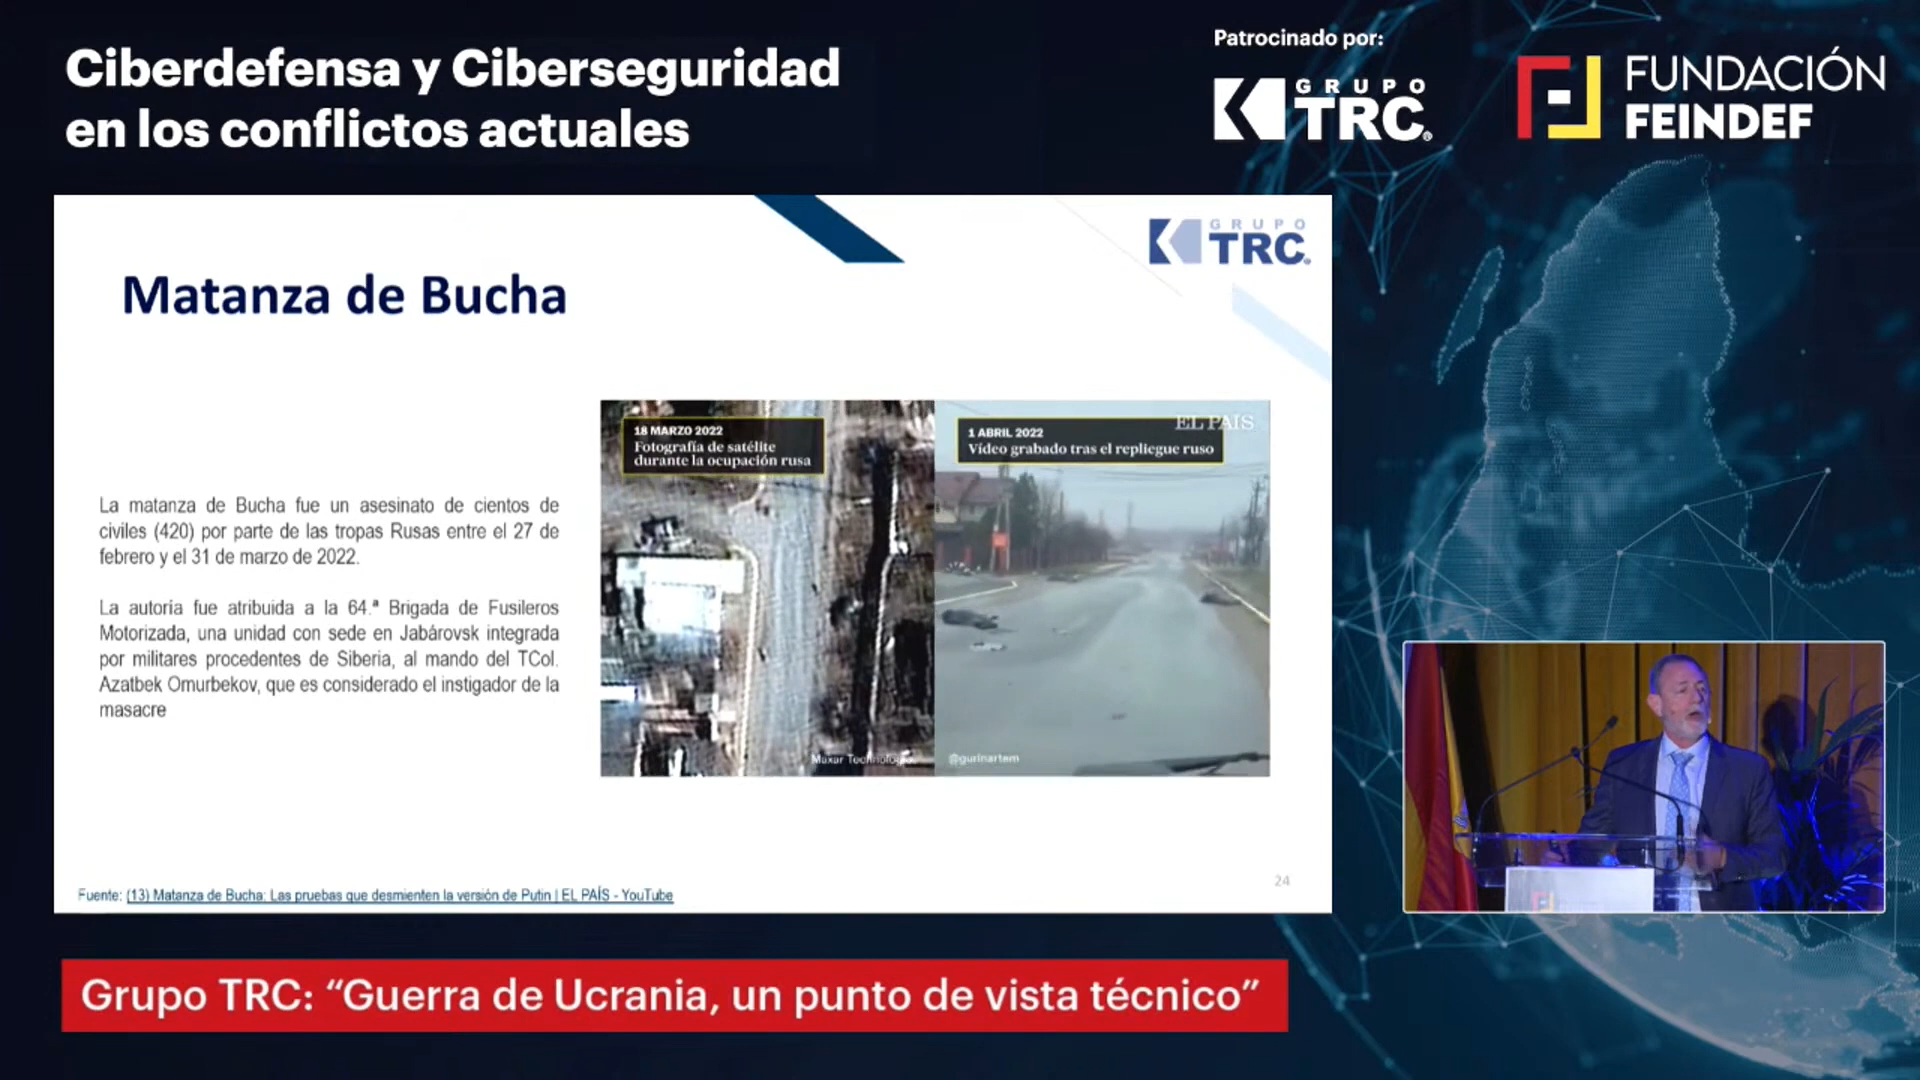 Ciberdefensa y Ciberseguridad
en los conflictos actuales
Patrocinado por:
GRUPO
TRC
FUNDACIÓN
FEINDEF
GRUPO
TRC
Matanza de Bucha
La matanza de Bucha fue un asesinato de cientos de
civiles (420) por parte de las tropas Rusas entre el 27 de
febrero y el 31 de marzo de 2022.
La autoría fue atribuida a la 64.ª Brigada de Fusileros
Motorizada, una unidad con sede en Jabárovsk integrada
por militares procedentes de Siberia, al mando del TCol.
Azatbek Omurbekov, que es considerado el instigador de la
masacre
18 MARZO 2022
Fotografía de satélite
durante la ocupación rusa
Maxar Technologies
EL PAÍS
1 ABRIL 2022
Vídeo grabado tras el repliegue ruso
@gurinartem
24
Fuente: (13) Matanza de Bucha: Las pruebas que desmienten la versión de Putin | EL PAÍS - YouTube
Grupo TRC: “Guerra de Ucrania, un punto de vista técnico”